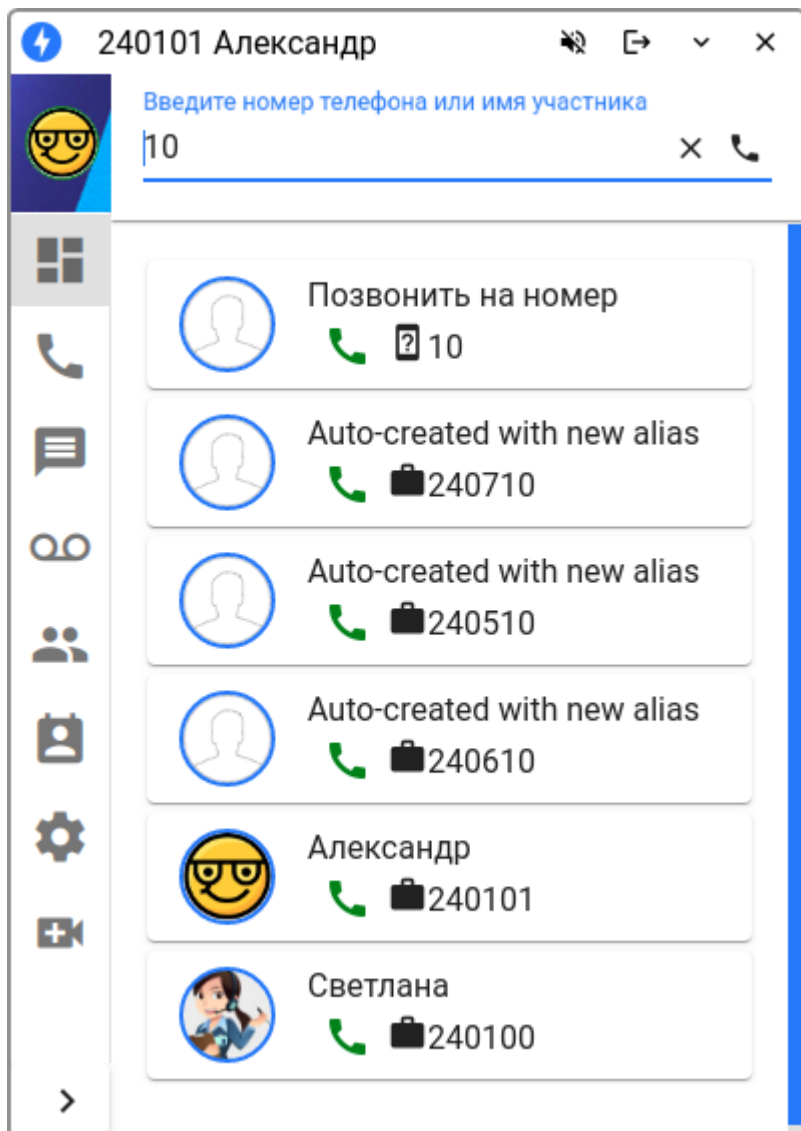 240101 Александр
Введите номер телефона или имя участника
10
Позвонить на номер
10
Auto-created with new alias
240710
Auto-created with new alias
240510
Auto-created with new alias
240610
Александр
240101
Светлана
240100